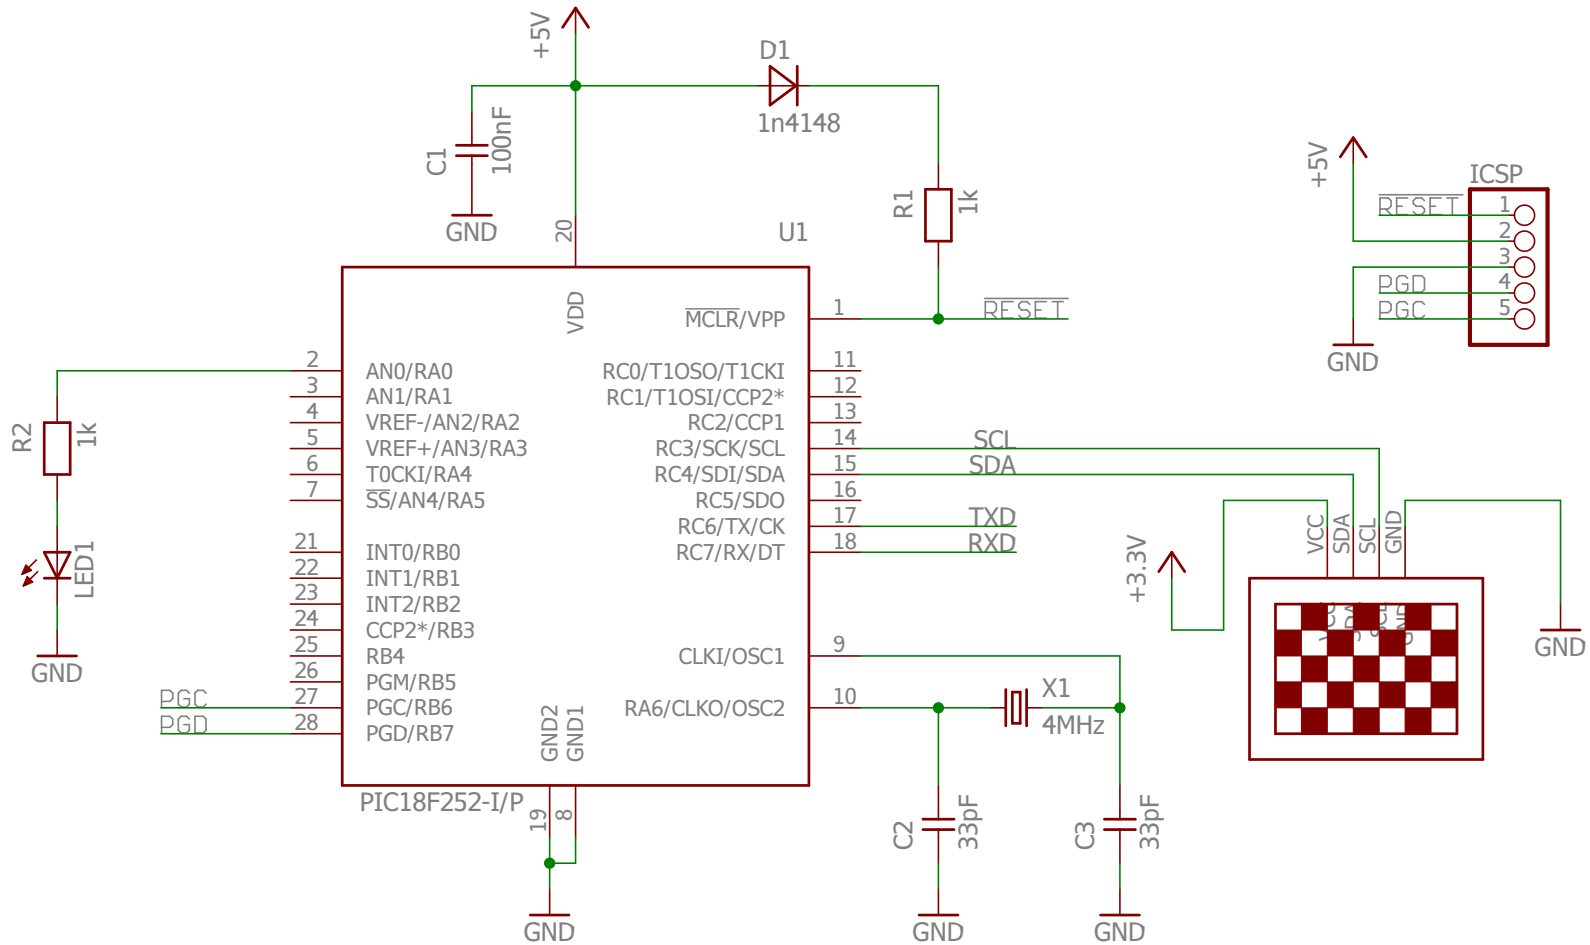 +5V
D1
1n4148
C1
100nF
GND
R1
1k
20
U1
VDD
MCLR/VPP
1
RESET
+5V
ICSP
RESET
1
2
3
PGD
4
PGC
5
GND
2
AN0/RA0
3
AN1/RA1
4
VREF-/AN2/RA2
5
VREF+/AN3/RA3
6
T0CKI/RA4
7
SS/AN4/RA5
21
INT0/RB0
22
INT1/RB1
23
INT2/RB2
24
CCP2*/RB3
25
RB4
26
PGM/RB5
PGC
27
PGC/RB6
PGD
28
PGD/RB7
R2
1k
LED1
GND
RC0/T1OSO/T1CKI
11
RC1/T1OSI/CCP2*
12
RC2/CCP1
13
RC3/SCK/SCL
14
SCL
RC4/SDI/SDA
15
SDA
RC5/SDO
16
RC6/TX/CK
17
TXD
RC7/RX/DT
18
RXD
CLKI/OSC1
9
RA6/CLKO/OSC2
10
X1
4MHz
GND2
GND1
PIC18F252-I/P
19
8
GND
C2
33pF
GND
C3
33pF
GND
+3.3V
VCC
SDA
SCL
GND
VCC
SDA
SCL
GND
GND